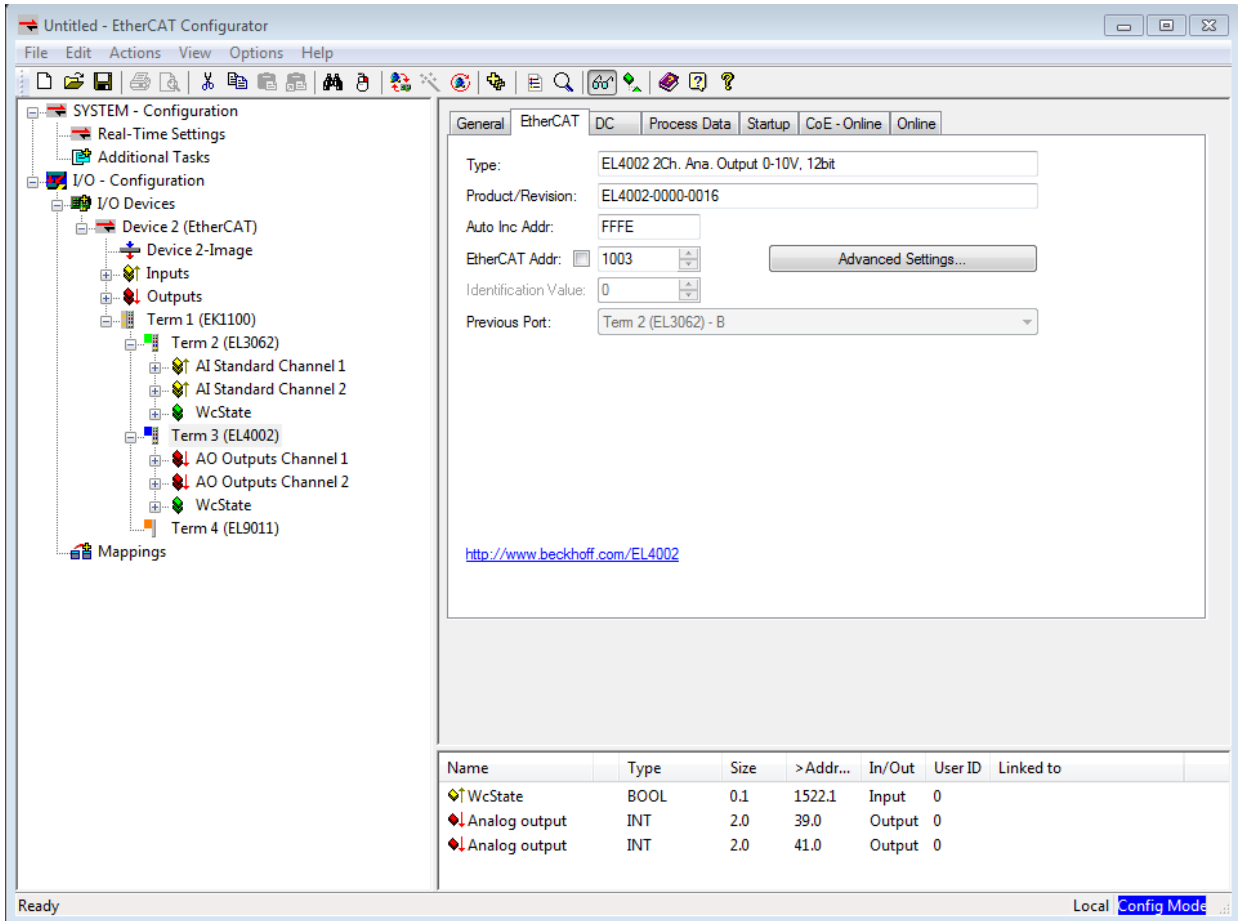 Untitled - EtherCAT Configurator
File Edit Actions View Options Help
SYSTEM - Configuration
Real-Time Settings
Additional Tasks
I/O - Configuration
I/O Devices
Device 2 (EtherCAT)
Device 2-Image
Inputs
Outputs
Term 1 (EK1100)
Term 2 (EL3062)
AI Standard Channel 1
AI Standard Channel 2
WcState
Term 3 (EL4002)
AO Outputs Channel 1
AO Outputs Channel 2
WcState
Term 4 (EL9011)
Mappings
General EtherCAT DC Process Data Startup CoE - Online Online
Type: EL4002 2Ch. Ana. Output 0-10V, 12bit
Product/Revision: EL4002-0000-0016
Auto Inc Addr: FFFE
EtherCAT Addr: 1003 Advanced Settings...
Identification Value: 0
Previous Port: Term 2 (EL3062) - B
http://www.beckhoff.com/EL4002
Name Type Size >Addr... In/Out User ID Linked to
WcState BOOL 0.1 1522.1 Input 0
Analog output INT 2.0 39.0 Output 0
Analog output INT 2.0 41.0 Output 0
Ready Local Config Mode